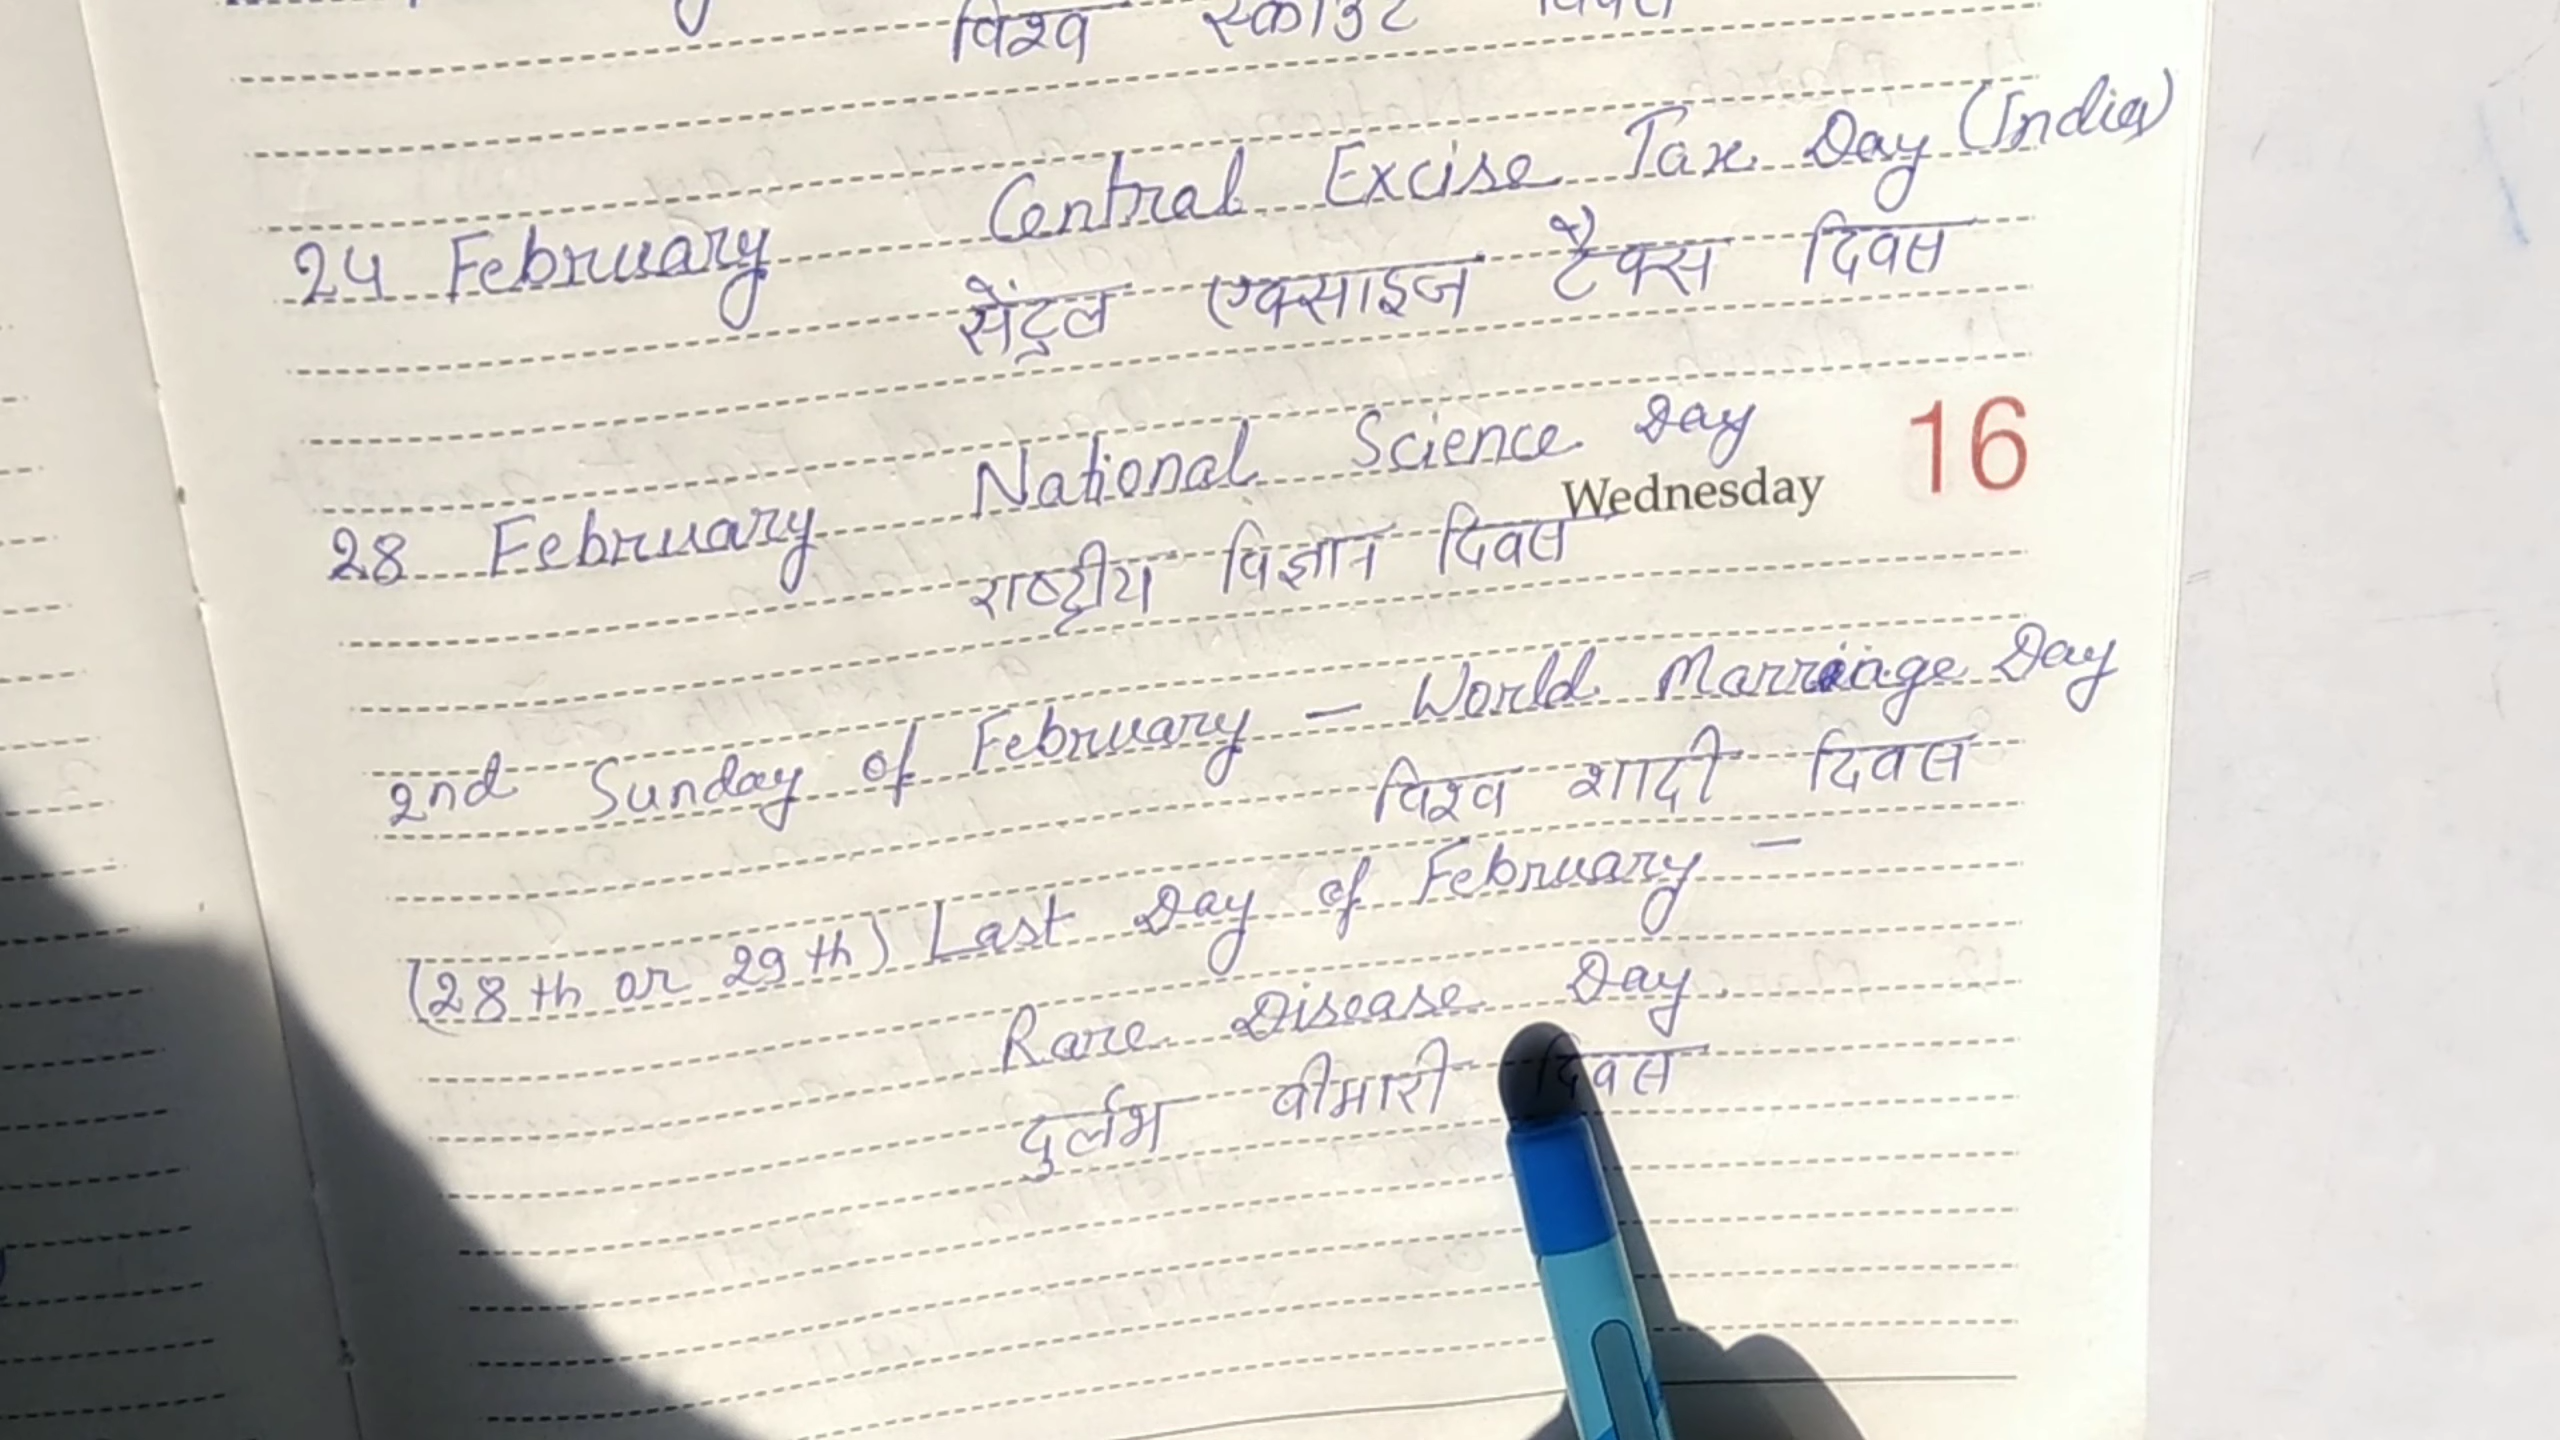 विश्व स्काउट दिवस
Central Excise Tax Day (India)
24 February
सेंट्रल एक्साइज टैक्स दिवस
National Science Day
16
Wednesday
28 February
राष्ट्रीय विज्ञान दिवस
2nd Sunday of February – World Marriage Day
विश्व शादी दिवस
(28th or 29th) Last Day of February –
Rare Disease Day
दुर्लभ बीमारी दिवस